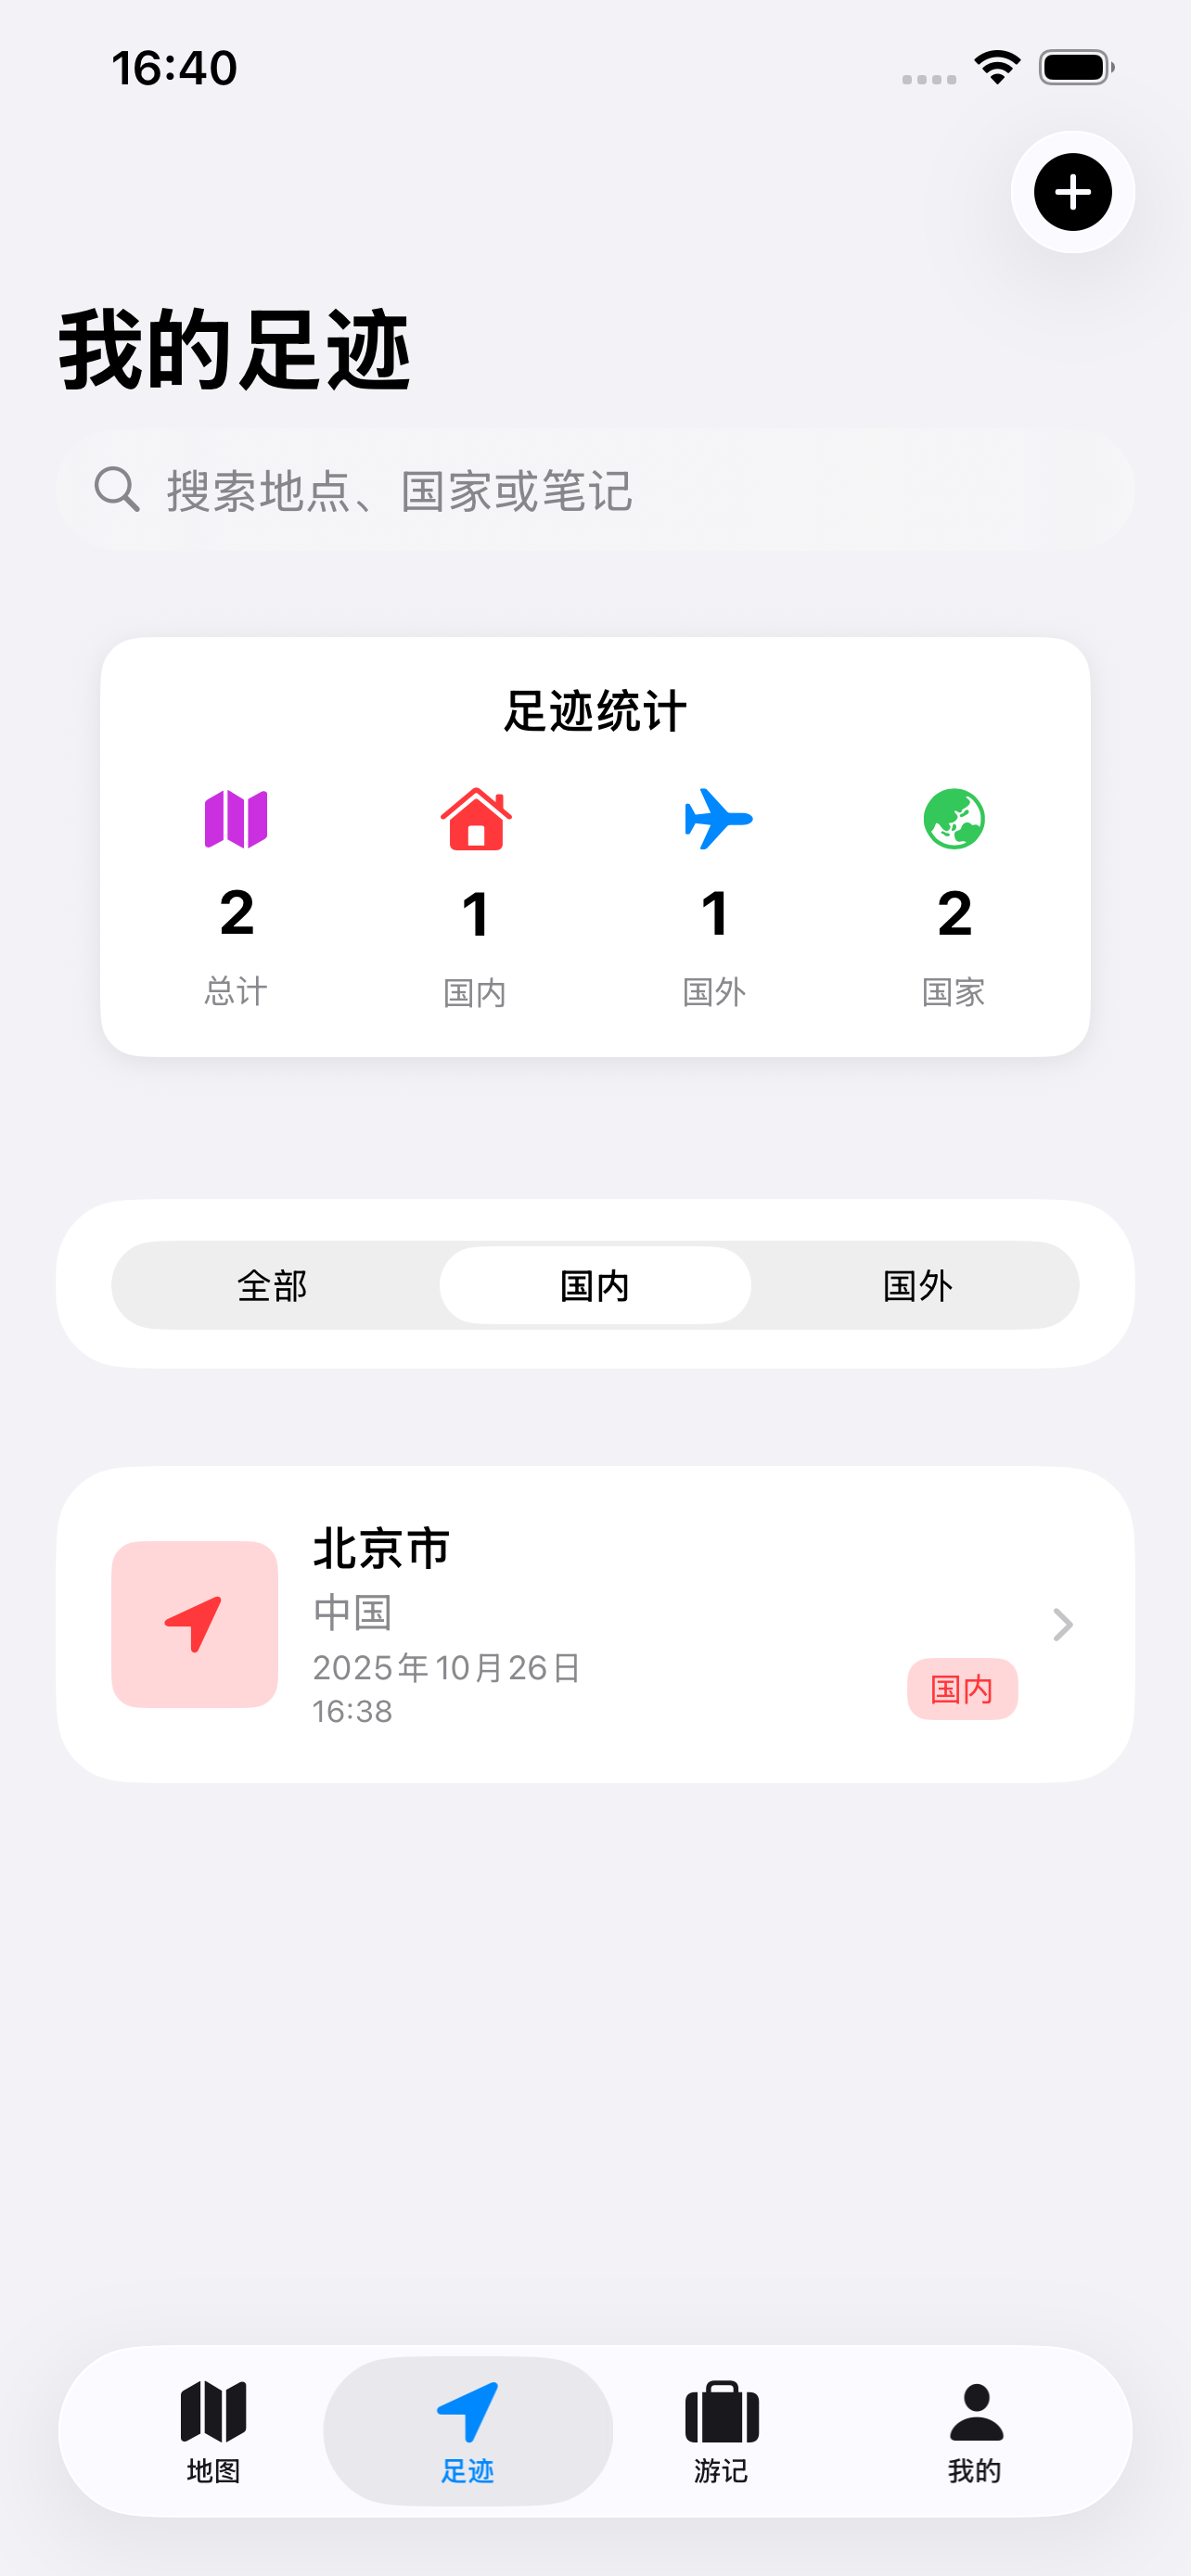 16:40
我的足迹
搜索地点、国家或笔记
足迹统计
2 1 1 2
总计 国内 国外 国家
全部 国内 国外
北京市
中国
2025年10月26日
16:38
国内
地图 足迹 游记 我的